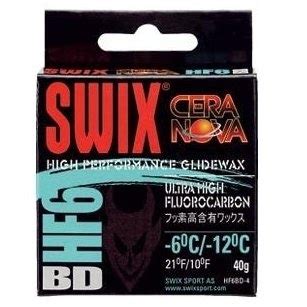 HF6
SWIX®
CERA
NOVA
HIGH PERFORMANCE GLIDEWAX
HF6
BD
ULTRA HIGH
FLUOROCARBON
フッ素高含有ワックス
-6°C/-12°C
21°F/10°F 40g
SWIX SPORT AS HF6BD-4
www.swixsport.com